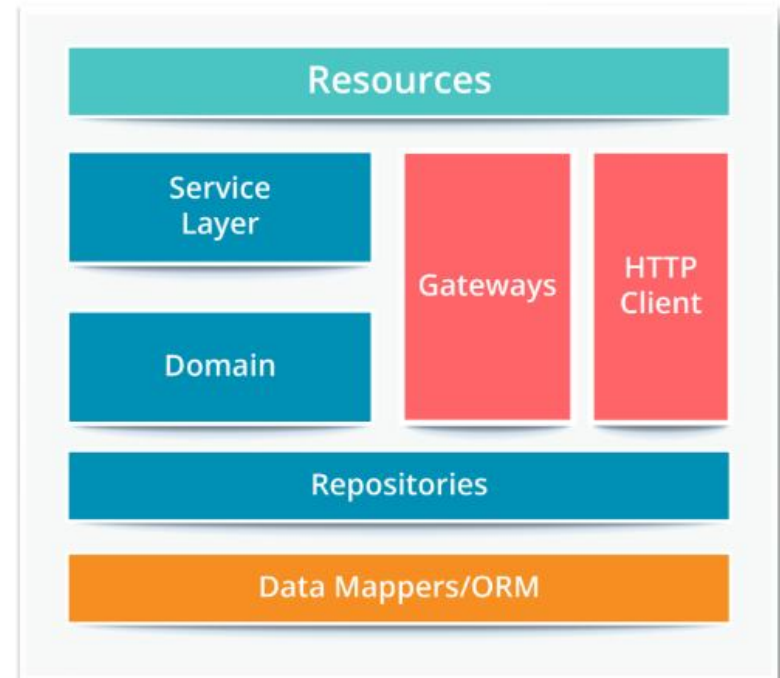 Resources
Service
Layer
Gateways
HTTP
Client
Domain
Repositories
Data Mappers/ORM